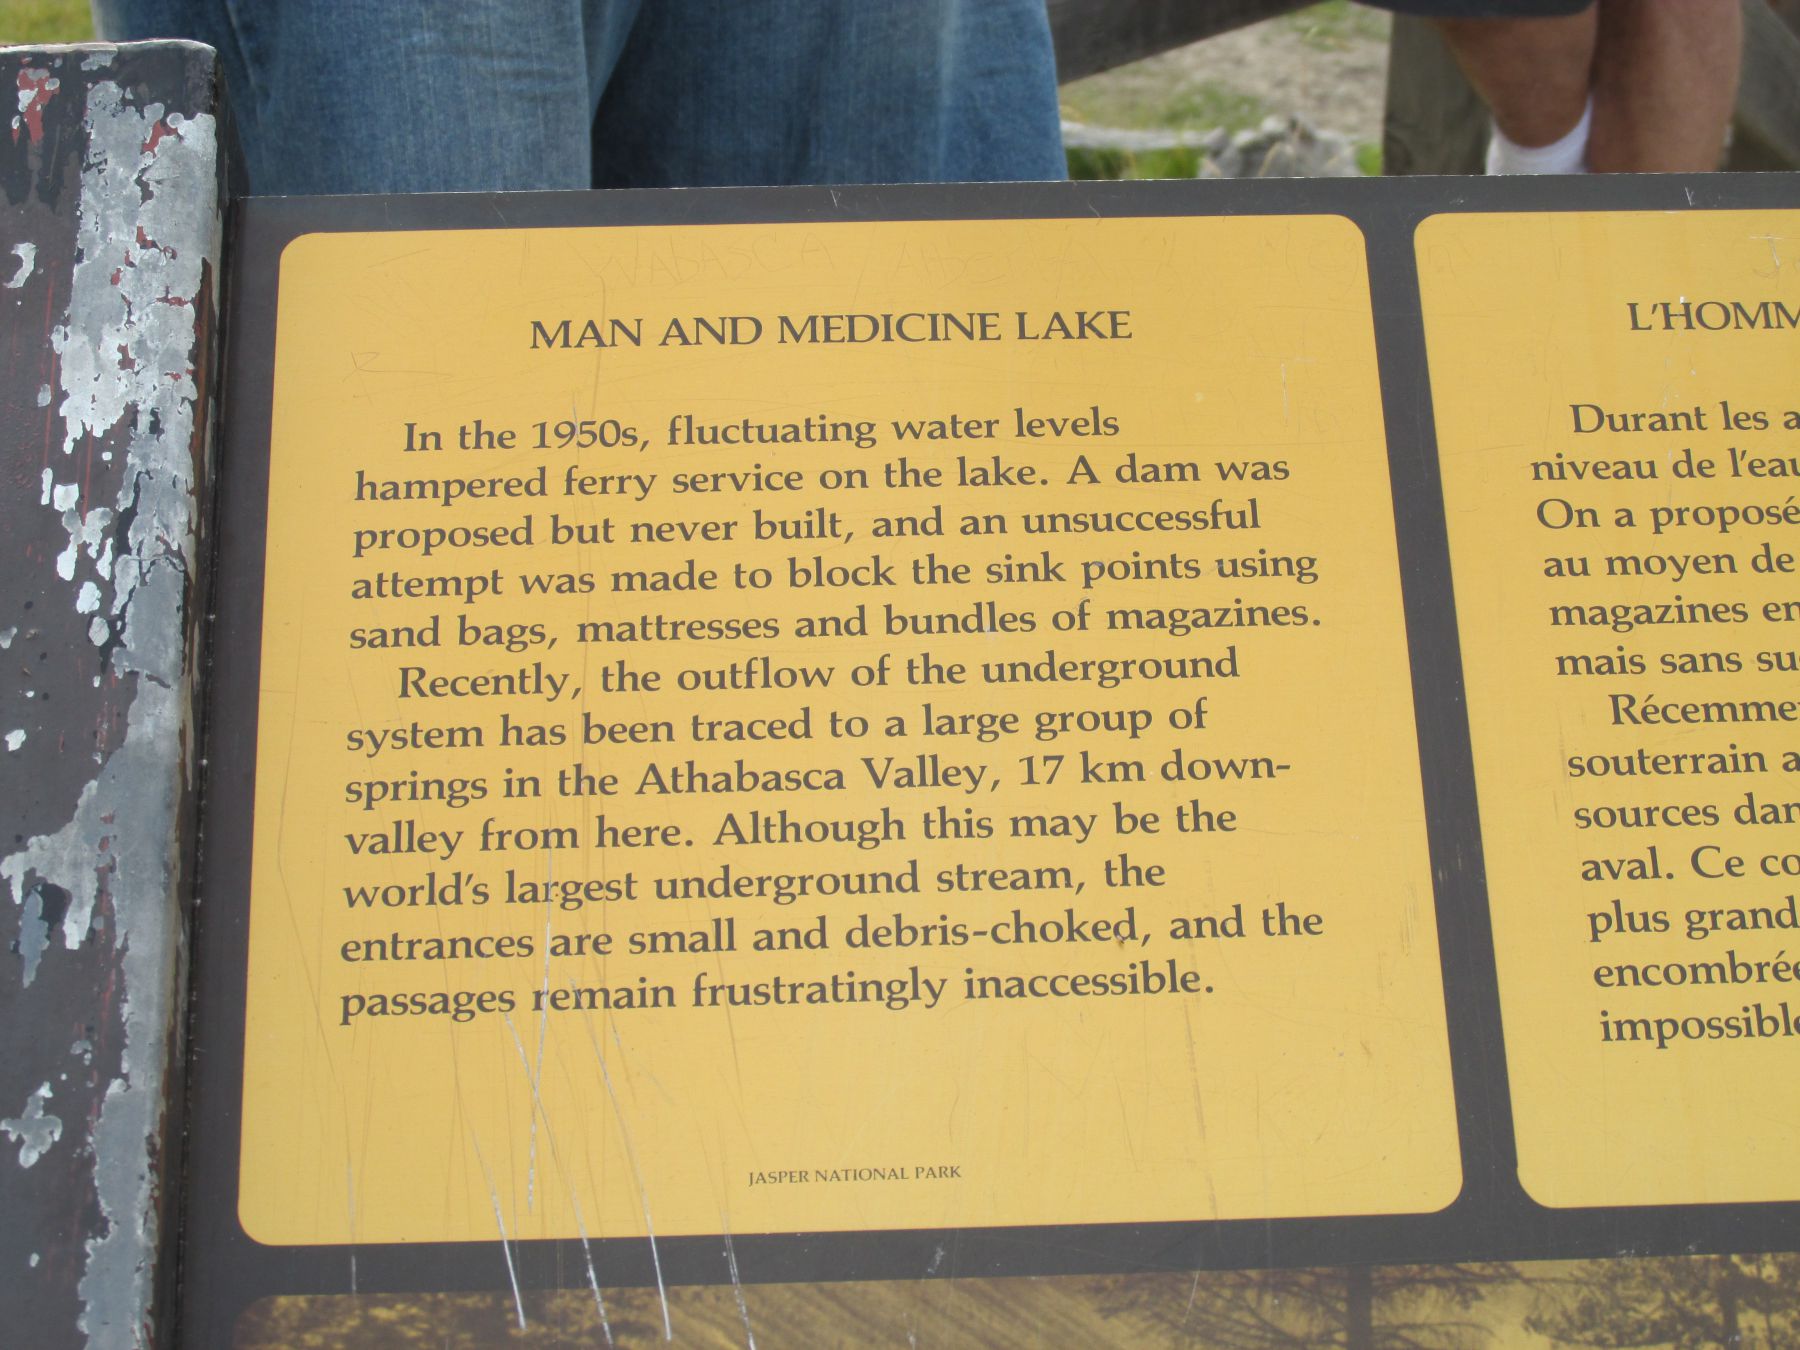 MAN AND MEDICINE LAKE
In the 1950s, fluctuating water levels
hampered ferry service on the lake. A dam was
proposed but never built, and an unsuccessful
attempt was made to block the sink points using
sand bags, mattresses and bundles of magazines.
Recently, the outflow of the underground
system has been traced to a large group of
springs in the Athabasca Valley, 17 km down-
valley from here. Although this may be the
world's largest underground stream, the
entrances are small and debris-choked, and the
passages remain frustratingly inaccessible.
JASPER NATIONAL PARK
L'HOMM
Durant les a
niveau de l'eau
On a proposé
au moyen de
magazines en
mais sans su
Récemme
souterrain a
sources dan
aval. Ce co
plus grand
encombrée
impossible